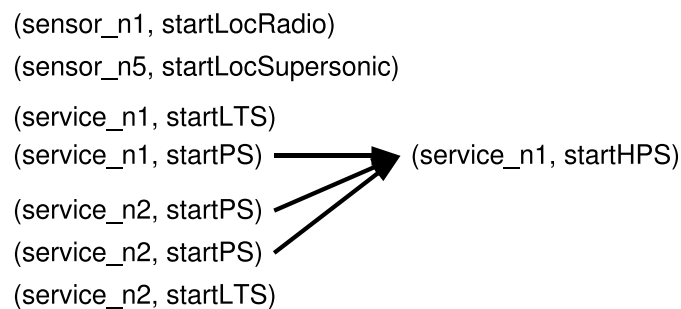 (sensor_n1, startLocRadio)
(sensor_n5, startLocSupersonic)
(service_n1, startLTS)
(service_n1, startPS)
(service_n1, startHPS)
(service_n2, startPS)
(service_n2, startPS)
(service_n2, startLTS)